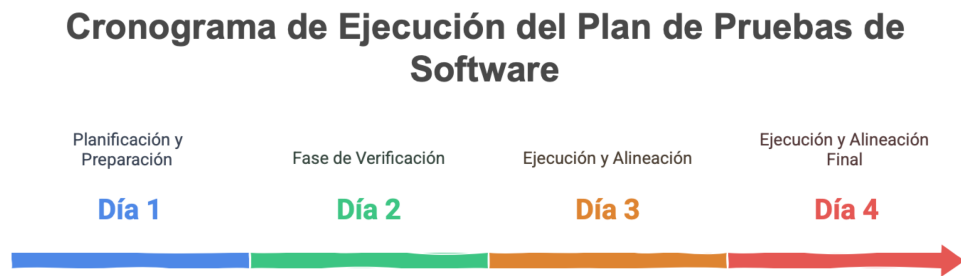 Cronograma de Ejecución del Plan de Pruebas de
Software
Planificación y
Preparación
Día 1
Fase de Verificación
Día 2
Ejecución y Alineación
Día 3
Ejecución y Alineación
Final
Día 4